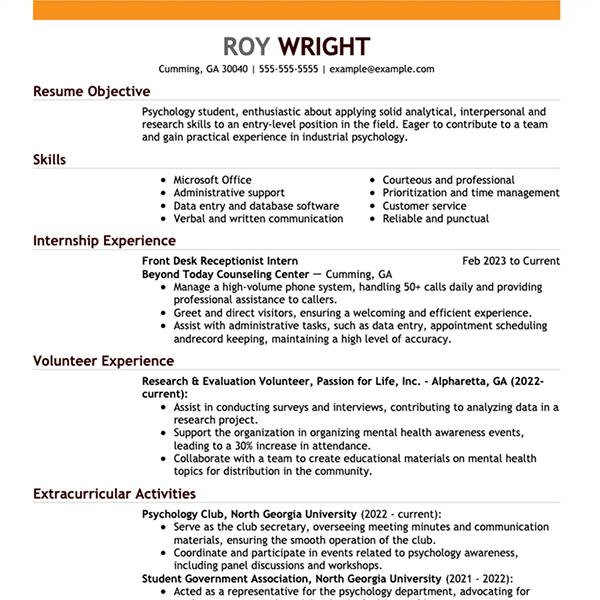 ROY WRIGHT
Cumming, GA 30040 | 555-555-5555 | example@example.com
Resume Objective
Psychology student, enthusiastic about applying solid analytical, interpersonal and
research skills to an entry-level position in the field. Eager to contribute to a team
and gain practical experience in industrial psychology.
Skills
• Microsoft Office
• Administrative support
• Data entry and database software
• Verbal and written communication
• Courteous and professional
• Prioritization and time management
• Customer service
• Reliable and punctual
Internship Experience
Front Desk Receptionist Intern Feb 2023 to Current
Beyond Today Counseling Center — Cumming, GA
• Manage a high-volume phone system, handling 50+ calls daily and providing
professional assistance to callers.
• Greet and direct visitors, ensuring a welcoming and efficient experience.
• Assist with administrative tasks, such as data entry, appointment scheduling
andrecord keeping, maintaining a high level of accuracy.
Volunteer Experience
Research & Evaluation Volunteer, Passion for Life, Inc. - Alpharetta, GA (2022-
current):
• Assist in conducting surveys and interviews, contributing to analyzing data in a
research project.
• Support the organization in organizing mental health awareness events,
leading to a 30% increase in attendance.
• Collaborate with a team to create educational materials on mental health
topics for distribution in the community.
Extracurricular Activities
Psychology Club, North Georgia University (2022 - current):
• Serve as the club secretary, overseeing meeting minutes and communication
materials, ensuring the smooth operation of the club.
• Coordinate and participate in events related to psychology awareness,
including panel discussions and workshops.
Student Government Association, North Georgia University (2021 - 2022):
• Acted as a representative for the psychology department, advocating for